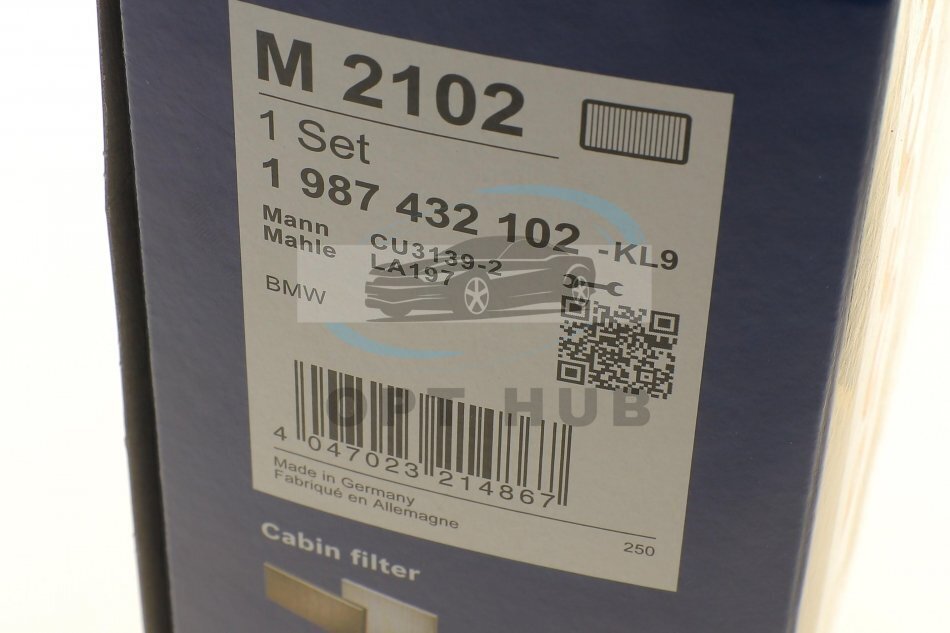 M 2102
1 Set
1 987 432 102 -KL9
Mann CU3139-2
Mahle LA197
BMW
OPT HUB
4 047023 214867
Made in Germany
Fabriqué en Allemagne
250
Cabin filter